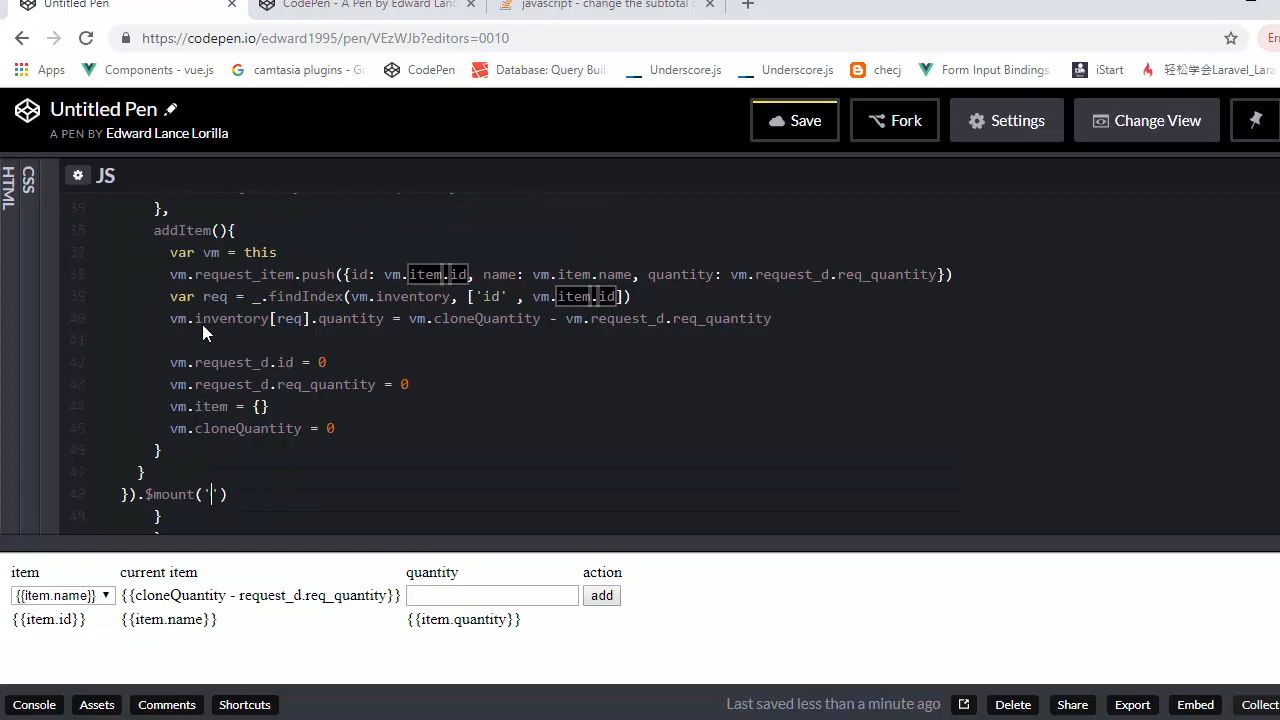 Untitled Pen
CodePen - A Pen by Edward Lance
javascript - change the subtotal
https://codepen.io/edward1995/pen/VEzWJb?editors=0010
Apps Components - vue.js camtasia plugins - Go CodePen Database: Query Buil Underscore.js Underscore.js checj Form Input Bindings iStart 轻松学会Laravel_Lara
Untitled Pen
A PEN BY Edward Lance Lorilla
Save Fork Settings Change View
HTML
CSS
JS
},
addItem(){
var vm = this
vm.request_item.push({id: vm.item.id, name: vm.item.name, quantity: vm.request_d.req_quantity})
var req = _.findIndex(vm.inventory, ['id' , vm.item.id])
vm.inventory[req].quantity = vm.cloneQuantity - vm.request_d.req_quantity
vm.request_d.id = 0
vm.request_d.req_quantity = 0
vm.item = {}
vm.cloneQuantity = 0
}
}
}).$mount('')
}
item current item quantity action
{{item.name}} {{cloneQuantity - request_d.req_quantity}} add
{{item.id}} {{item.name}} {{item.quantity}}
Console Assets Comments Shortcuts Last saved less than a minute ago Delete Share Export Embed Collect